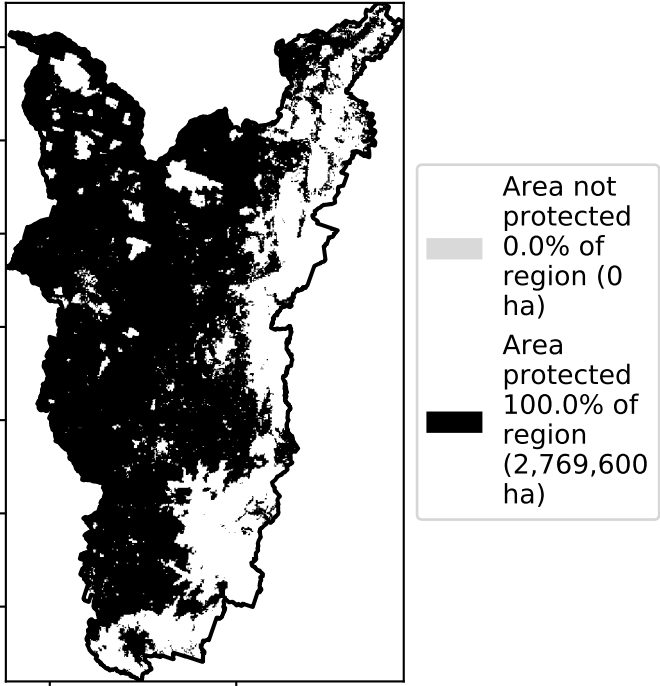 Area not
protected
0.0% of
region (0
ha)
Area
protected
100.0% of
region
(2,769,600
ha)